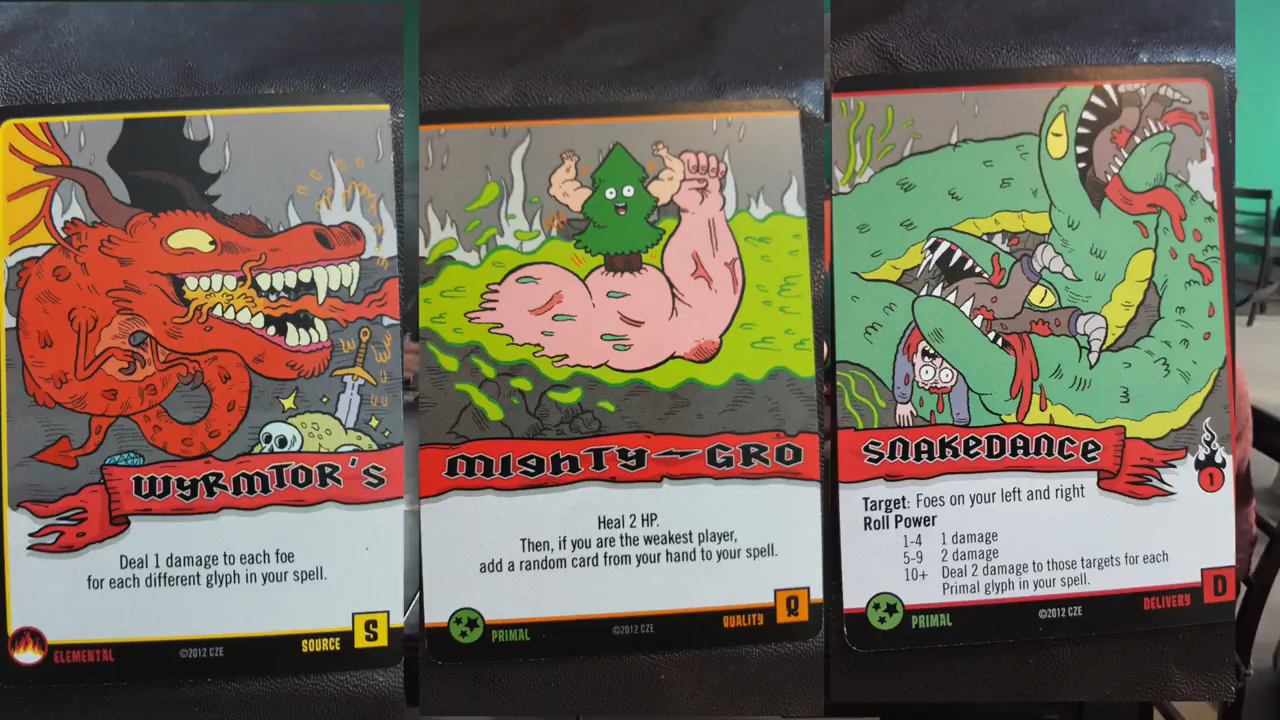 WYRMTOR'S
Deal 1 damage to each foe
for each different glyph in your spell.
ELEMENTAL
©2012 CZE
SOURCE
S
MIGHTY-GRO
Heal 2 HP.
Then, if you are the weakest player,
add a random card from your hand to your spell.
PRIMAL
©2012 CZE
QUALITY
Q
SNAKEDANCE
1
Target: Foes on your left and right
Roll Power
1-4 1 damage
5-9 2 damage
10+ Deal 2 damage to those targets for each
Primal glyph in your spell.
PRIMAL
©2012 CZE
DELIVERY
D